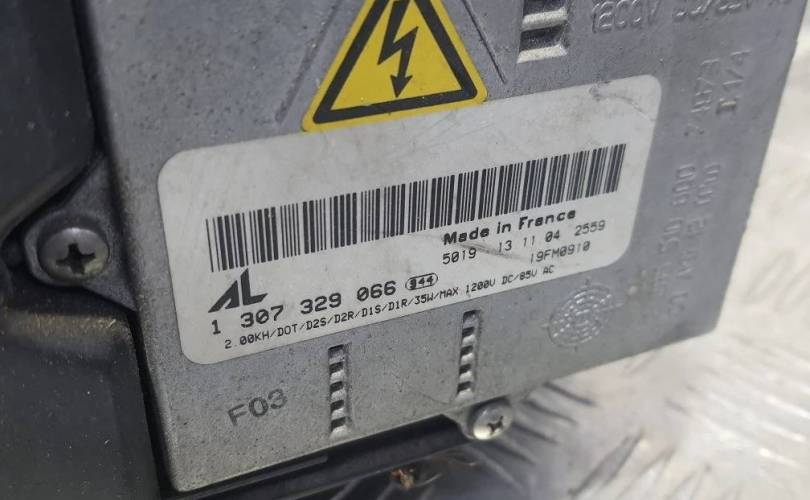 Made in France
5019 13 11 04 2559
19FM0910
AL
1 307 329 066 944
2.00KH/DOT/D2S/D2R/D1S/D1R/35W/MAX 1200V DC/85V AC
F03